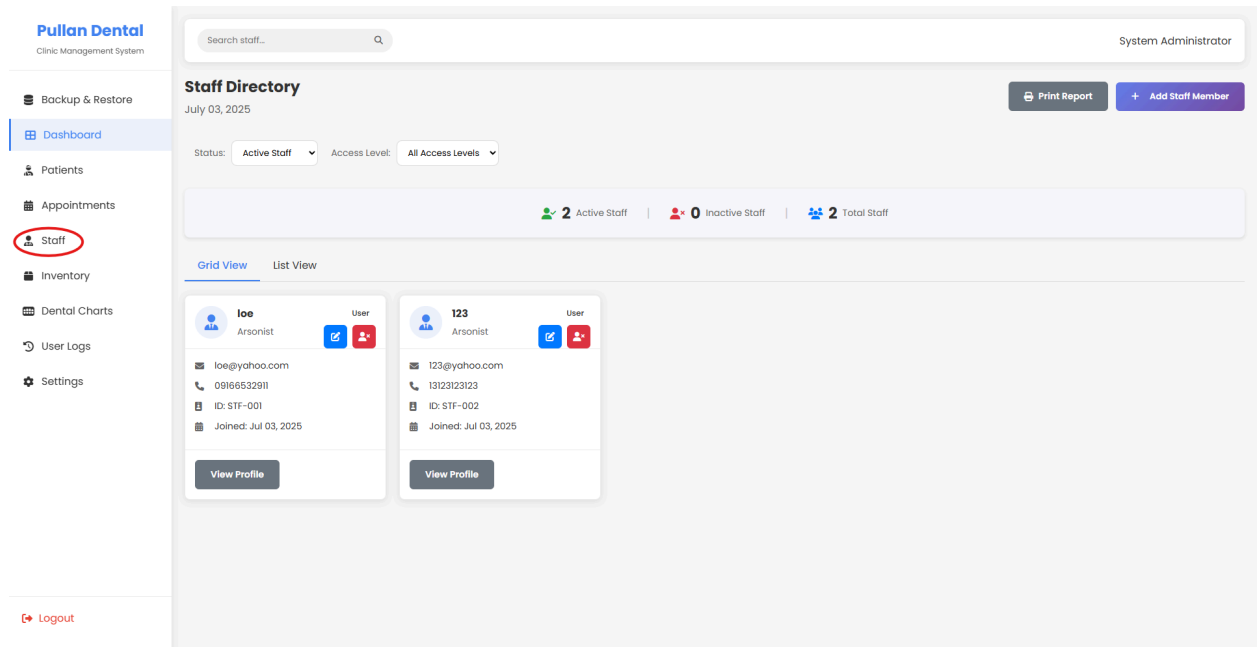 Pullan Dental
Clinic Management System
Backup & Restore
Dashboard
Patients
Appointments
Staff
Inventory
Dental Charts
User Logs
Settings
Logout
Search staff...
System Administrator
Staff Directory
July 03, 2025
Print Report
+ Add Staff Member
Status: Active Staff Access Level: All Access Levels
2 Active Staff | 0 Inactive Staff | 2 Total Staff
Grid View List View
loe User
Arsonist
loe@yahoo.com
09166532911
ID: STF-001
Joined: Jul 03, 2025
View Profile
123 User
Arsonist
123@yahoo.com
13123123123
ID: STF-002
Joined: Jul 03, 2025
View Profile